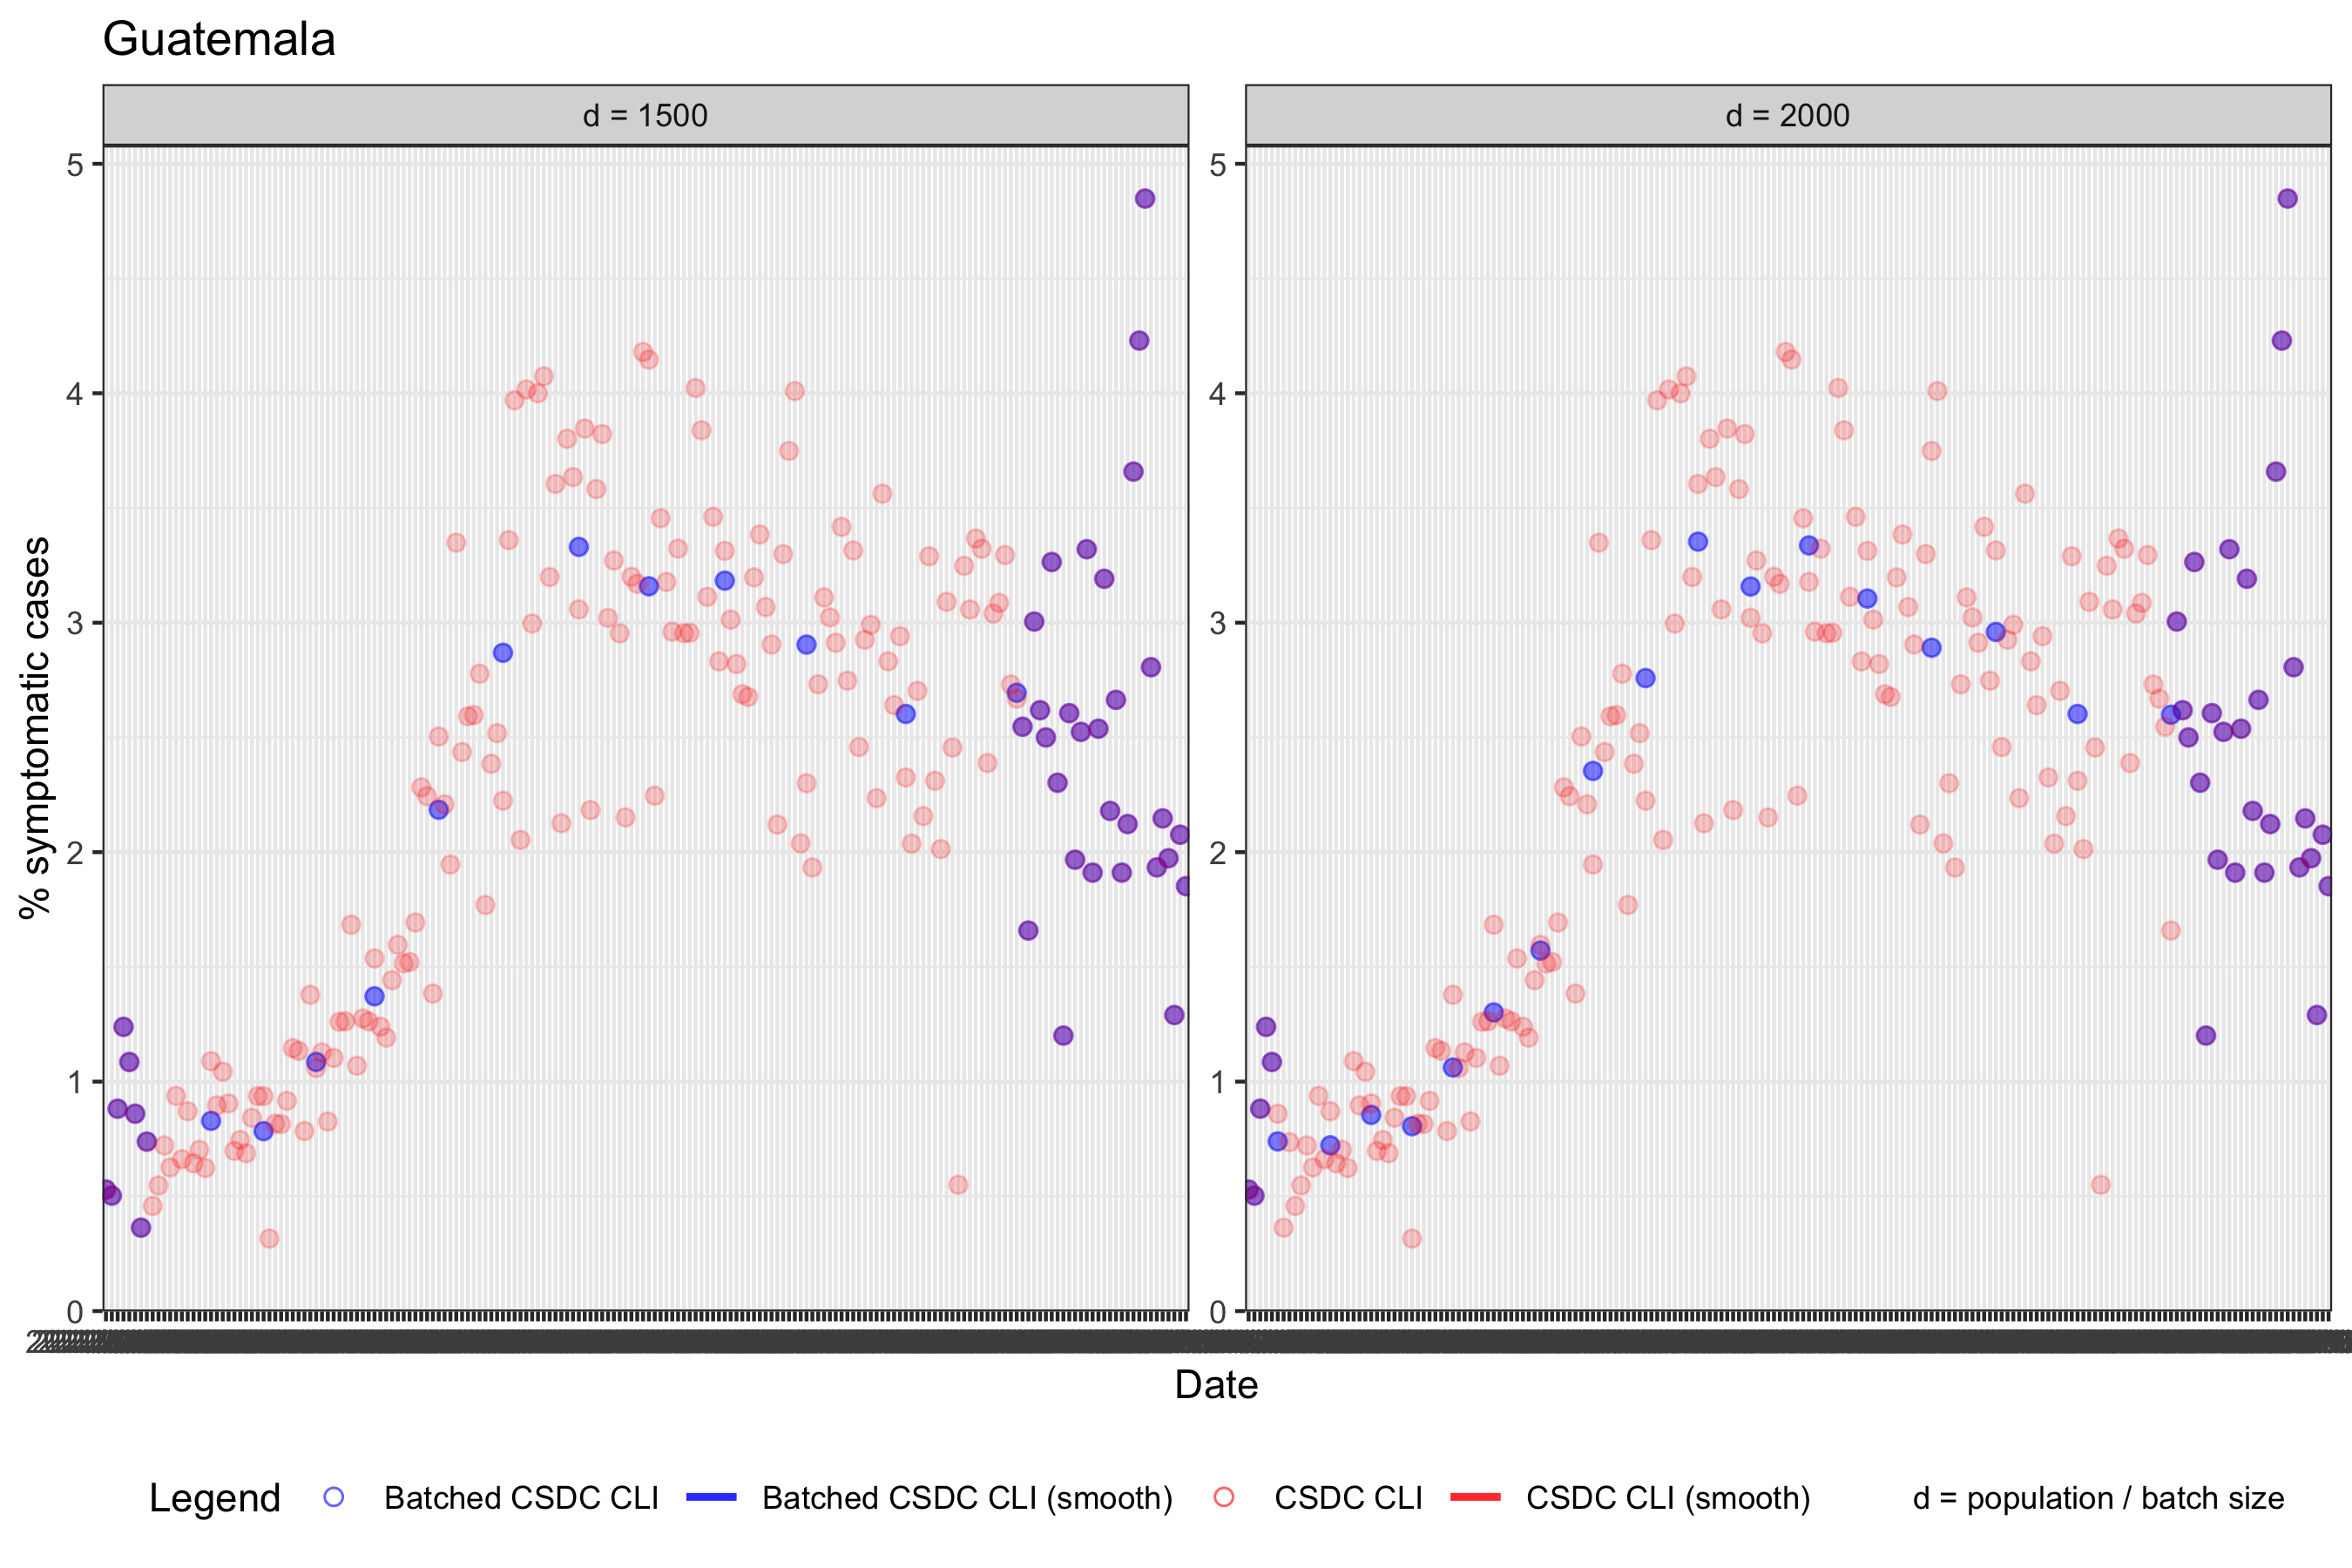 Guatemala
d = 1500
d = 2000
5
4
3
2
1
0
5
4
3
2
1
0
% symptomatic cases
Date
Legend Batched CSDC CLI Batched CSDC CLI (smooth) CSDC CLI CSDC CLI (smooth) d = population / batch size